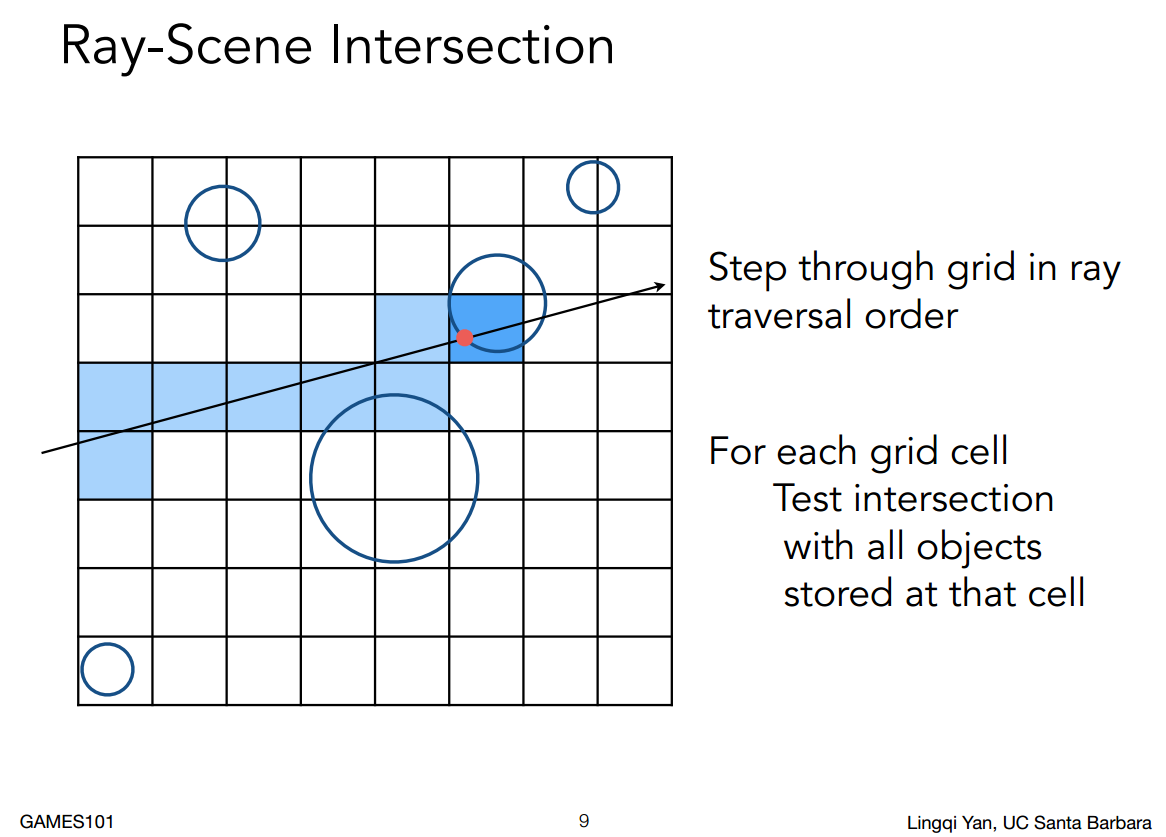 Ray-Scene Intersection
Step through grid in ray
traversal order
For each grid cell
Test intersection
with all objects
stored at that cell
GAMES101
9
Lingqi Yan, UC Santa Barbara